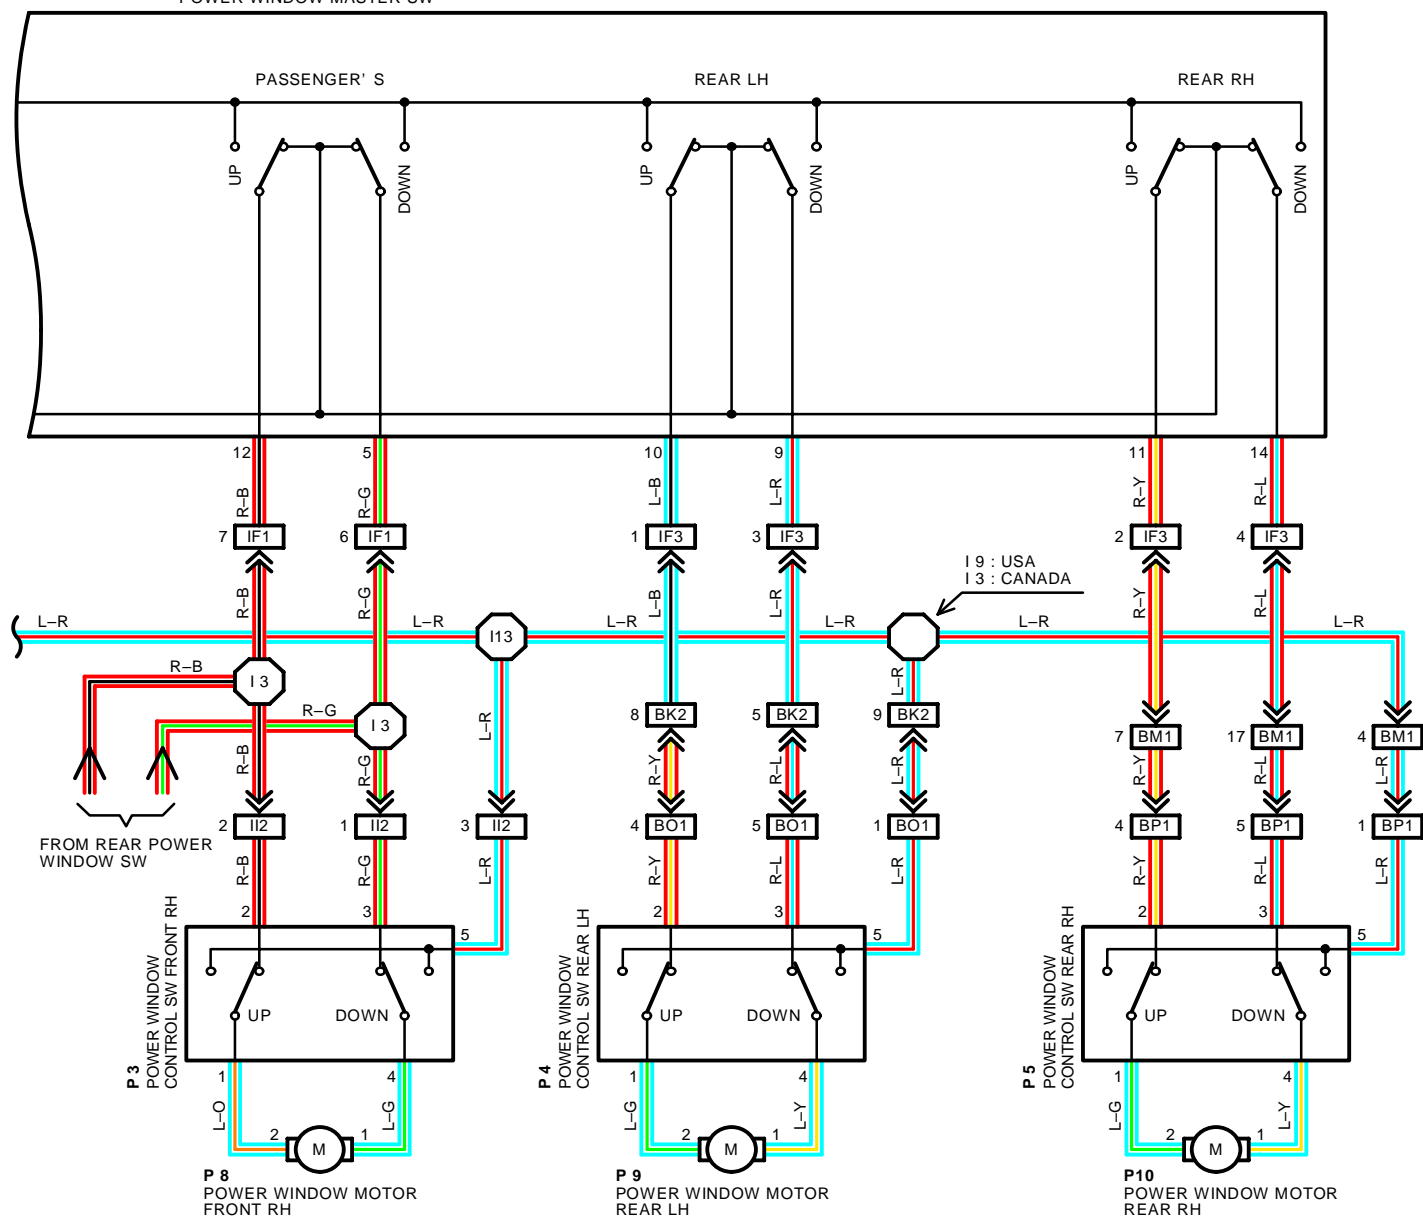 POWER WINDOW MASTER SW
PASSENGER' S
REAR LH
REAR RH
UP
DOWN
UP
DOWN
UP
DOWN
12
5
10
9
11
14
R–B
R–G
L–B
L–R
R–Y
R–L
7 IF1
6 IF1
1 IF3
3 IF3
2 IF3
4 IF3
I 9 : USA
I 3 : CANADA
R–B
R–G
L–B
L–R
R–Y
R–L
L–R
L–R
L–R
L–R
L–R
L–R
I13
R–B
I 3
L–R
R–G
I 3
L–R
8 BK2
5 BK2
9 BK2
7 BM1
17 BM1
4 BM1
R–B
R–G
R–Y
R–L
L–R
R–Y
R–L
L–R
FROM REAR POWER
WINDOW SW
2 II2
1 II2
3 II2
4 BO1
5 BO1
1 BO1
4 BP1
5 BP1
1 BP1
R–B
R–G
L–R
R–Y
R–L
L–R
R–Y
R–L
L–R
2
3
5
2
3
5
2
3
5
UP
DOWN
UP
DOWN
UP
DOWN
P 3
POWER WINDOW
CONTROL SW FRONT RH
P 4
POWER WINDOW
CONTROL SW REAR LH
P 5
POWER WINDOW
CONTROL SW REAR RH
1
4
1
4
1
4
L–O
L–G
L–G
L–Y
L–G
L–Y
2 M 1
2 M 1
2 M 1
P 8
POWER WINDOW MOTOR
FRONT RH
P 9
POWER WINDOW MOTOR
REAR LH
P10
POWER WINDOW MOTOR
REAR RH